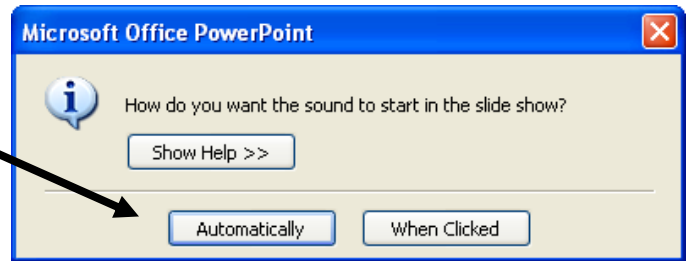 Microsoft Office PowerPoint
How do you want the sound to start in the slide show?
Show Help >>
Automatically When Clicked